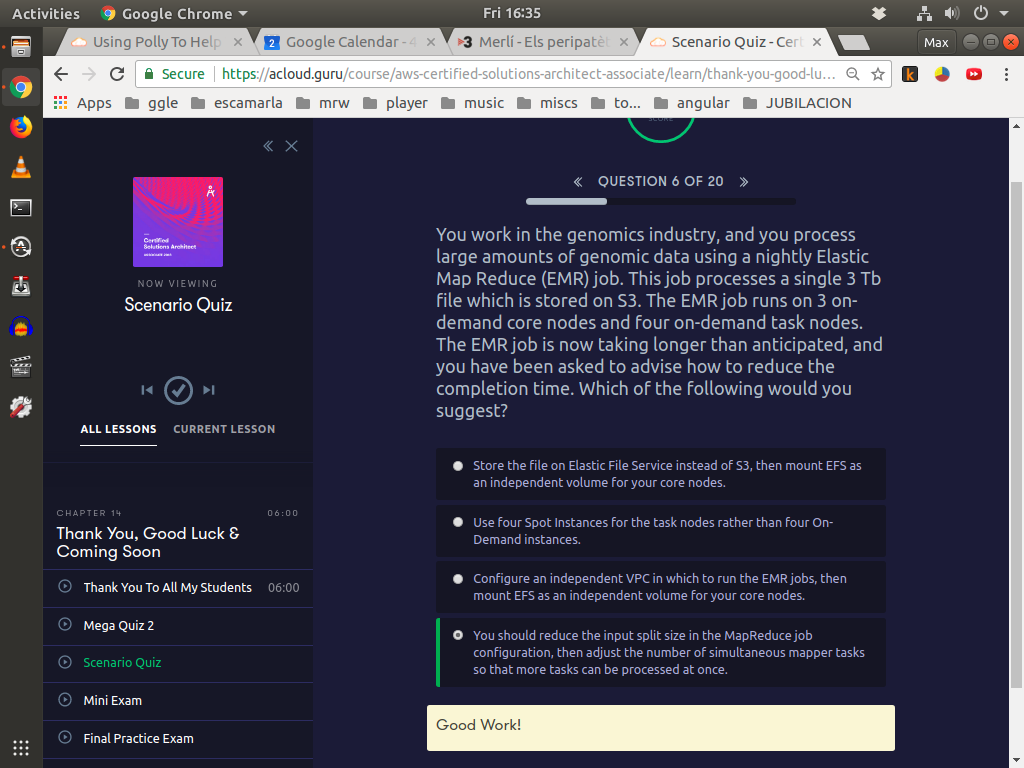 Activities
Google Chrome
Fri 16:35
Using Polly To Help
Google Calendar - 4
Merlí - Els peripatèt
Scenario Quiz - Cert
Max
Secure
https://acloud.guru/course/aws-certified-solutions-architect-associate/learn/thank-you-good-lu...
Apps
ggle
escamarla
mrw
player
music
miscs
to...
angular
JUBILACION
Certified
Solutions Architect
NOW VIEWING
Scenario Quiz
ALL LESSONS
CURRENT LESSON
CHAPTER 14
06:00
Thank You, Good Luck &
Coming Soon
Thank You To All My Students
06:00
Mega Quiz 2
Scenario Quiz
Mini Exam
Final Practice Exam
SCORE
QUESTION 6 OF 20
You work in the genomics industry, and you process
large amounts of genomic data using a nightly Elastic
Map Reduce (EMR) job. This job processes a single 3 Tb
file which is stored on S3. The EMR job runs on 3 on-
demand core nodes and four on-demand task nodes.
The EMR job is now taking longer than anticipated, and
you have been asked to advise how to reduce the
completion time. Which of the following would you
suggest?
Store the file on Elastic File Service instead of S3, then mount EFS as
an independent volume for your core nodes.
Use four Spot Instances for the task nodes rather than four On-
Demand instances.
Configure an independent VPC in which to run the EMR jobs, then
mount EFS as an independent volume for your core nodes.
You should reduce the input split size in the MapReduce job
configuration, then adjust the number of simultaneous mapper tasks
so that more tasks can be processed at once.
Good Work!